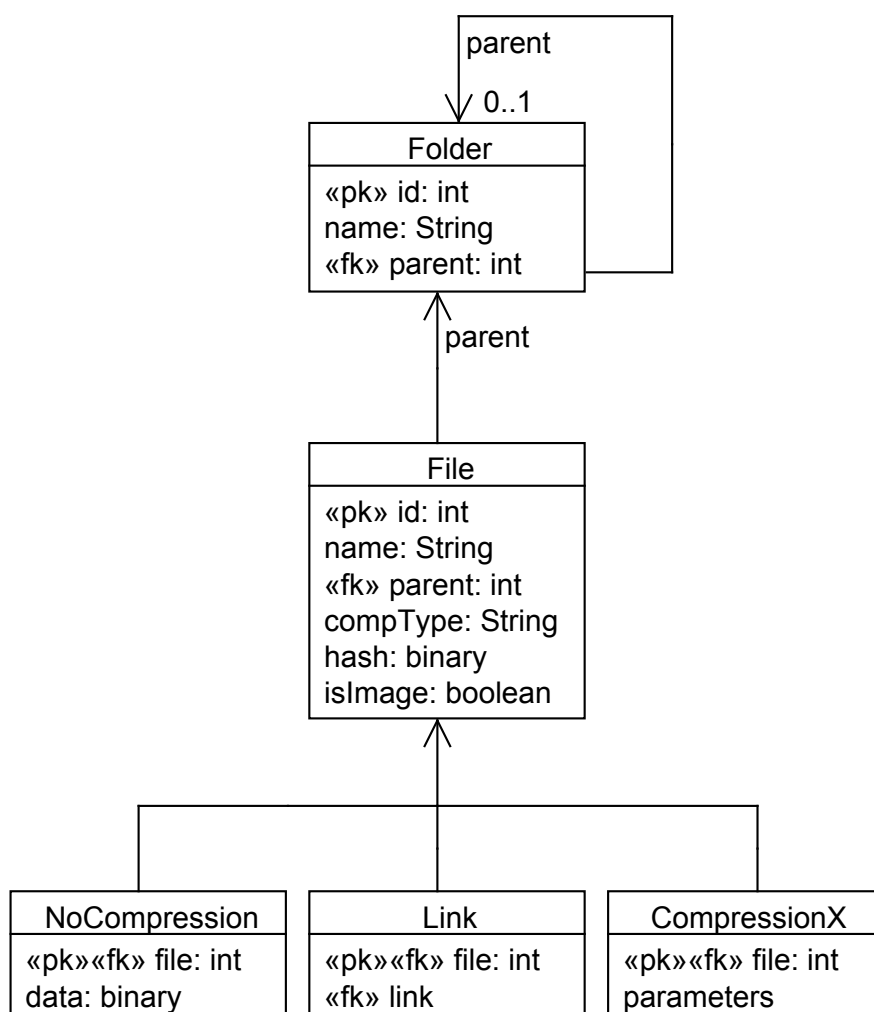 parent
0..1
Folder
«pk» id: int
name: String
«fk» parent: int
parent
File
«pk» id: int
name: String
«fk» parent: int
compType: String
hash: binary
isImage: boolean
NoCompression
«pk»«fk» file: int
data: binary
Link
«pk»«fk» file: int
«fk» link
CompressionX
«pk»«fk» file: int
parameters